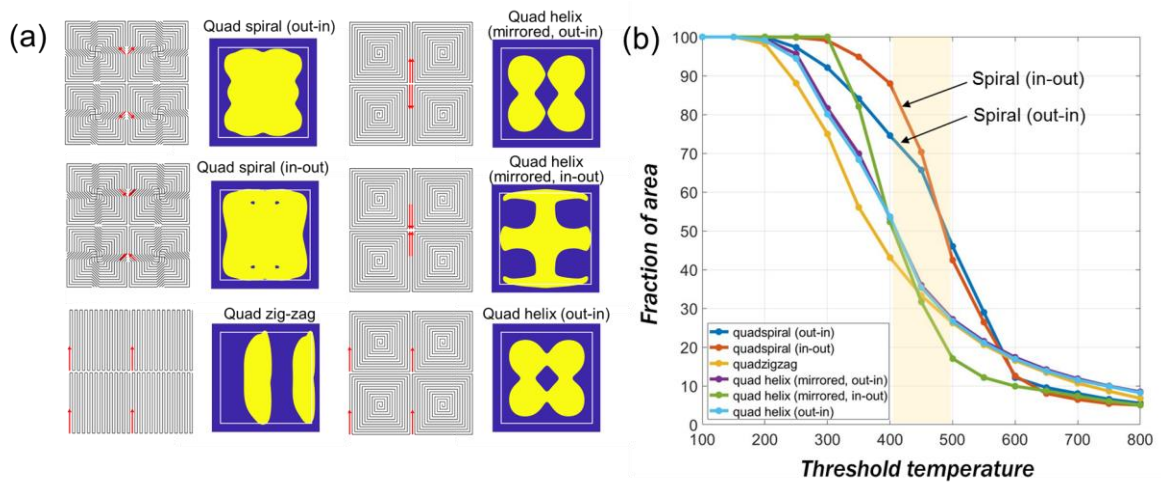 (a)
Quad spiral (out-in)
Quad helix
(mirrored, out-in)
Quad spiral (in-out)
Quad helix
(mirrored, in-out)
Quad zig-zag
Quad helix (out-in)
(b)
100
90
80
70
60
50
40
30
20
10
0
Fraction of area
Spiral (in-out)
Spiral (out-in)
quadspiral (out-in)
quadspiral (in-out)
quadzigzag
quad helix (mirrored, out-in)
quad helix (mirrored, in-out)
quad helix (out-in)
100 200 300 400 500 600 700 800
Threshold temperature